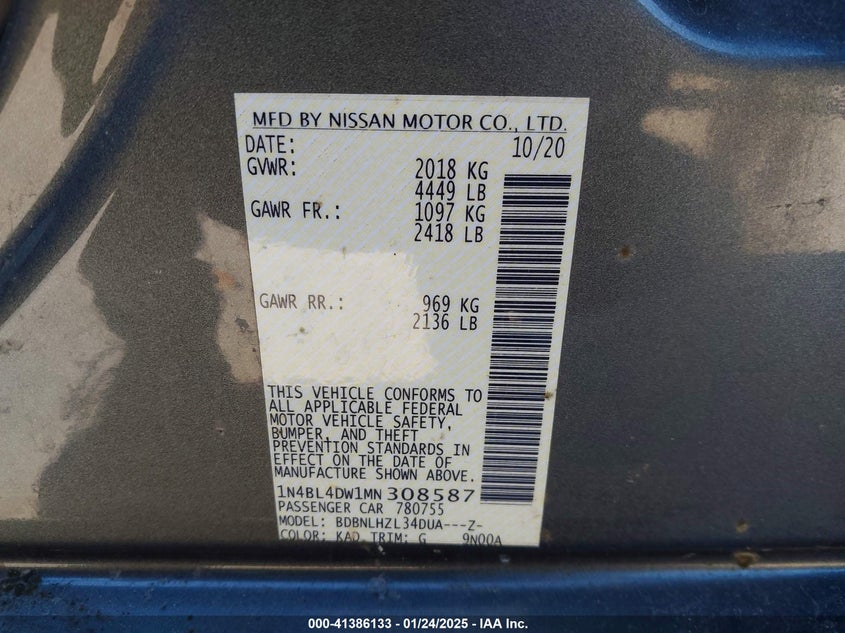 MFD BY NISSAN MOTOR CO., LTD.
DATE: 10/20
GVWR: 2018 KG
4449 LB
GAWR FR.: 1097 KG
2418 LB
GAWR RR.: 969 KG
2136 LB
THIS VEHICLE CONFORMS TO
ALL APPLICABLE FEDERAL
MOTOR VEHICLE SAFETY,
BUMPER, AND THEFT
PREVENTION STANDARDS IN
EFFECT ON THE DATE OF
MANUFACTURE SHOWN ABOVE.
1N4BL4DW1MN308587
PASSENGER CAR 780755
MODEL: BDBNLHZL34DUA---Z-
COLOR: KAD TRIM: G 9N00A
000-41386133 - 01/24/2025 - IAA Inc.